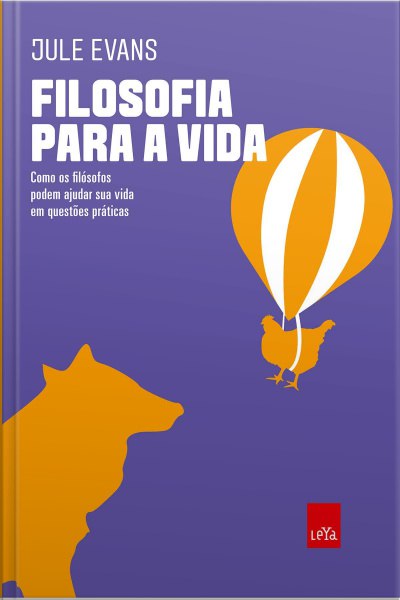 JULE EVANS
FILOSOFIA
PARA A VIDA
Como os filósofos
podem ajudar sua vida
em questões práticas
LeYa